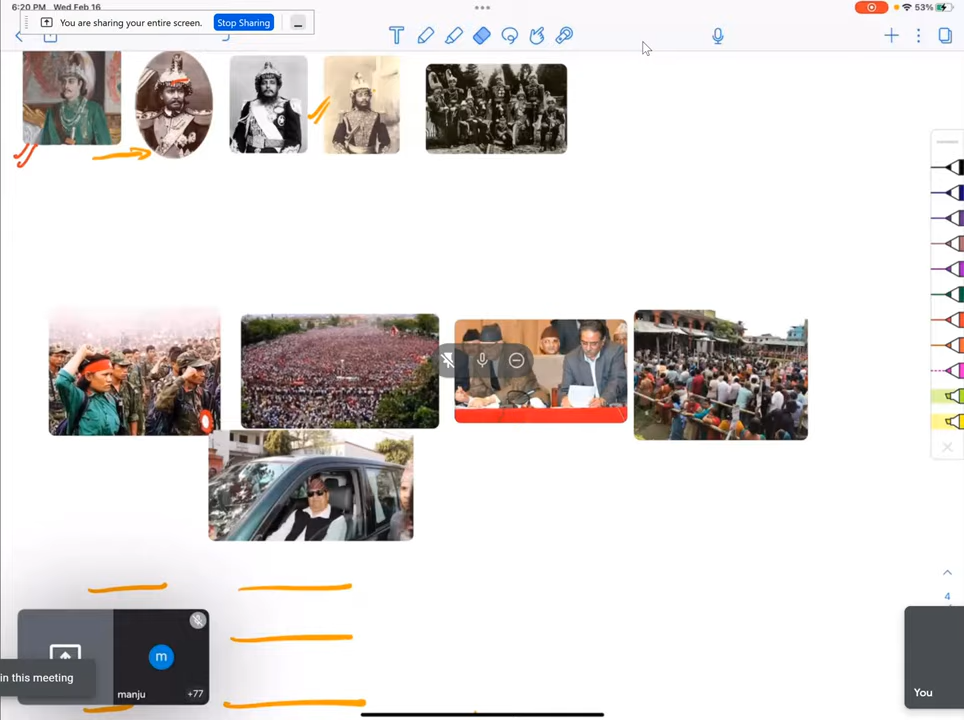 6:20 PM Wed Feb 16
53%
You are sharing your entire screen.
Stop Sharing
T
4
m
manju
+77
in this meeting
You